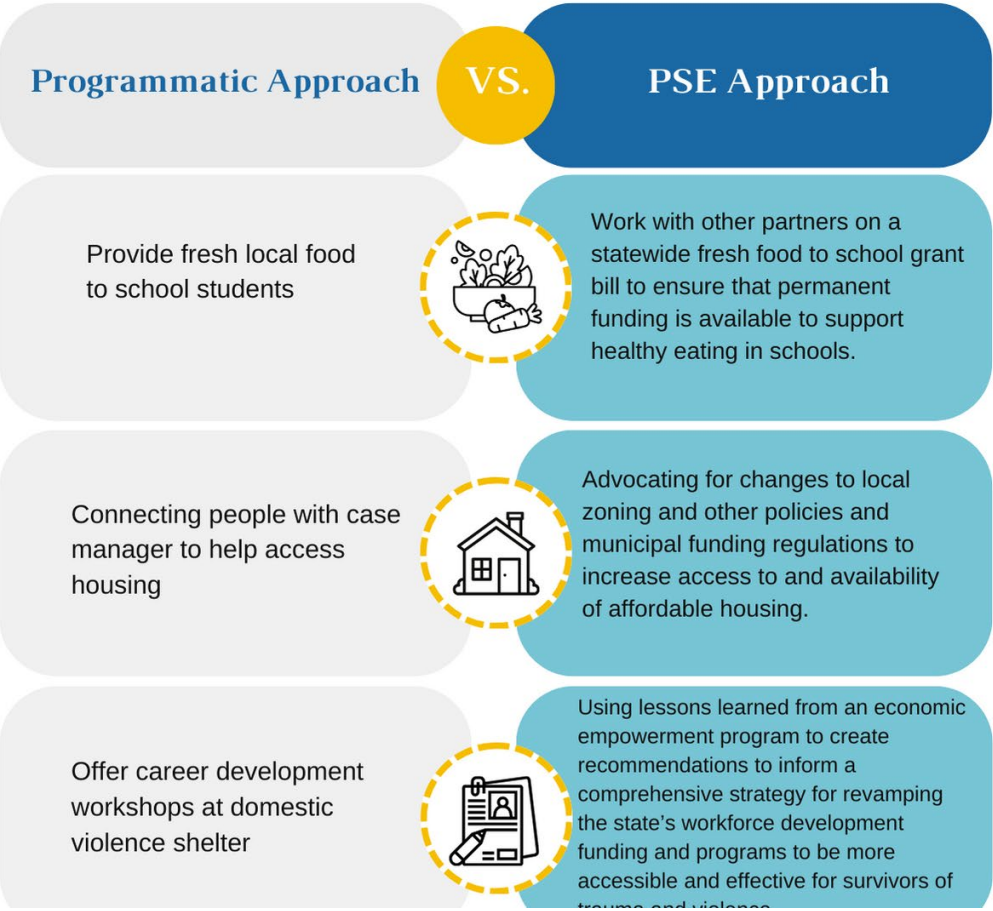 Programmatic Approach
VS.
PSE Approach
Provide fresh local food
to school students
Work with other partners on a
statewide fresh food to school grant
bill to ensure that permanent
funding is available to support
healthy eating in schools.
Connecting people with case
manager to help access
housing
Advocating for changes to local
zoning and other policies and
municipal funding regulations to
increase access to and availability
of affordable housing.
Offer career development
workshops at domestic
violence shelter
Using lessons learned from an economic
empowerment program to create
recommendations to inform a
comprehensive strategy for revamping
the state’s workforce development
funding and programs to be more
accessible and effective for survivors of
trauma and violence